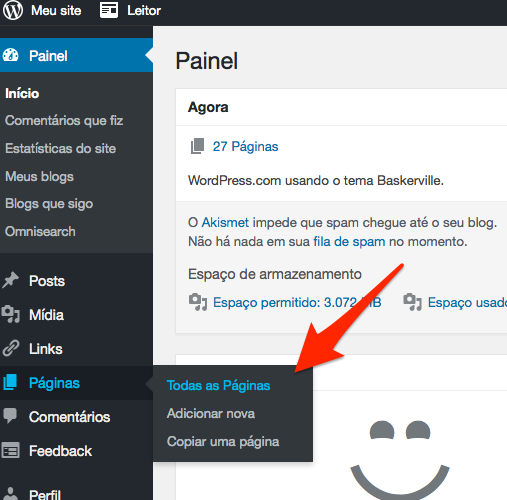 Meu site
Leitor
Painel
Início
Comentários que fiz
Estatísticas do site
Meus blogs
Blogs que sigo
Omnisearch
Posts
Mídia
Links
Páginas
Comentários
Feedback
Perfil
Todas as Páginas
Adicionar nova
Copiar uma página
Painel
Agora
27 Páginas
WordPress.com usando o tema Baskerville.
O Akismet impede que spam chegue até o seu blog.
Não há nada em sua fila de spam no momento.
Espaço de armazenamento
Espaço permitido: 3.072 MB
Espaço usado